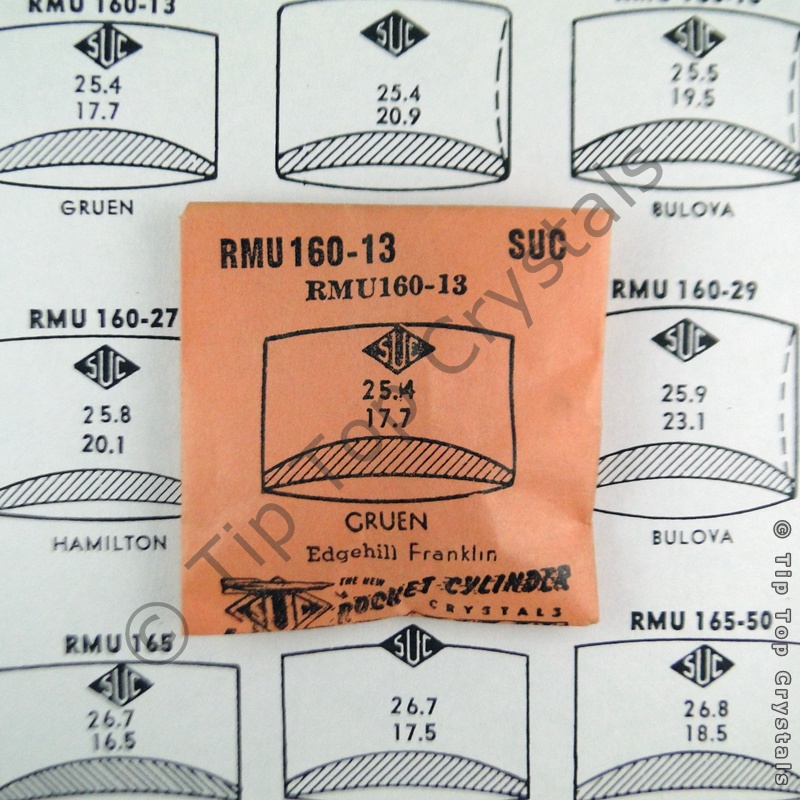 RMU 160-13
SUC
25.4
17.7
GRUEN
SUC
25.4
20.9
SUC
25.5
19.5
BULOVA
RMU160-13 SUC
RMU160-13
SUC
25.4
17.7
GRUEN
Edgehill Franklin
THE NEW
ROCKET-CYLINDER
CRYSTALS
RMU 160-27
SUC
25.8
20.1
HAMILTON
RMU 160-29
SUC
25.9
23.1
BULOVA
RMU 165
SUC
26.7
16.5
SUC
26.7
17.5
RMU 165-50
SUC
26.8
18.5
© Tip Top Crystals
© Tip Top Crystals